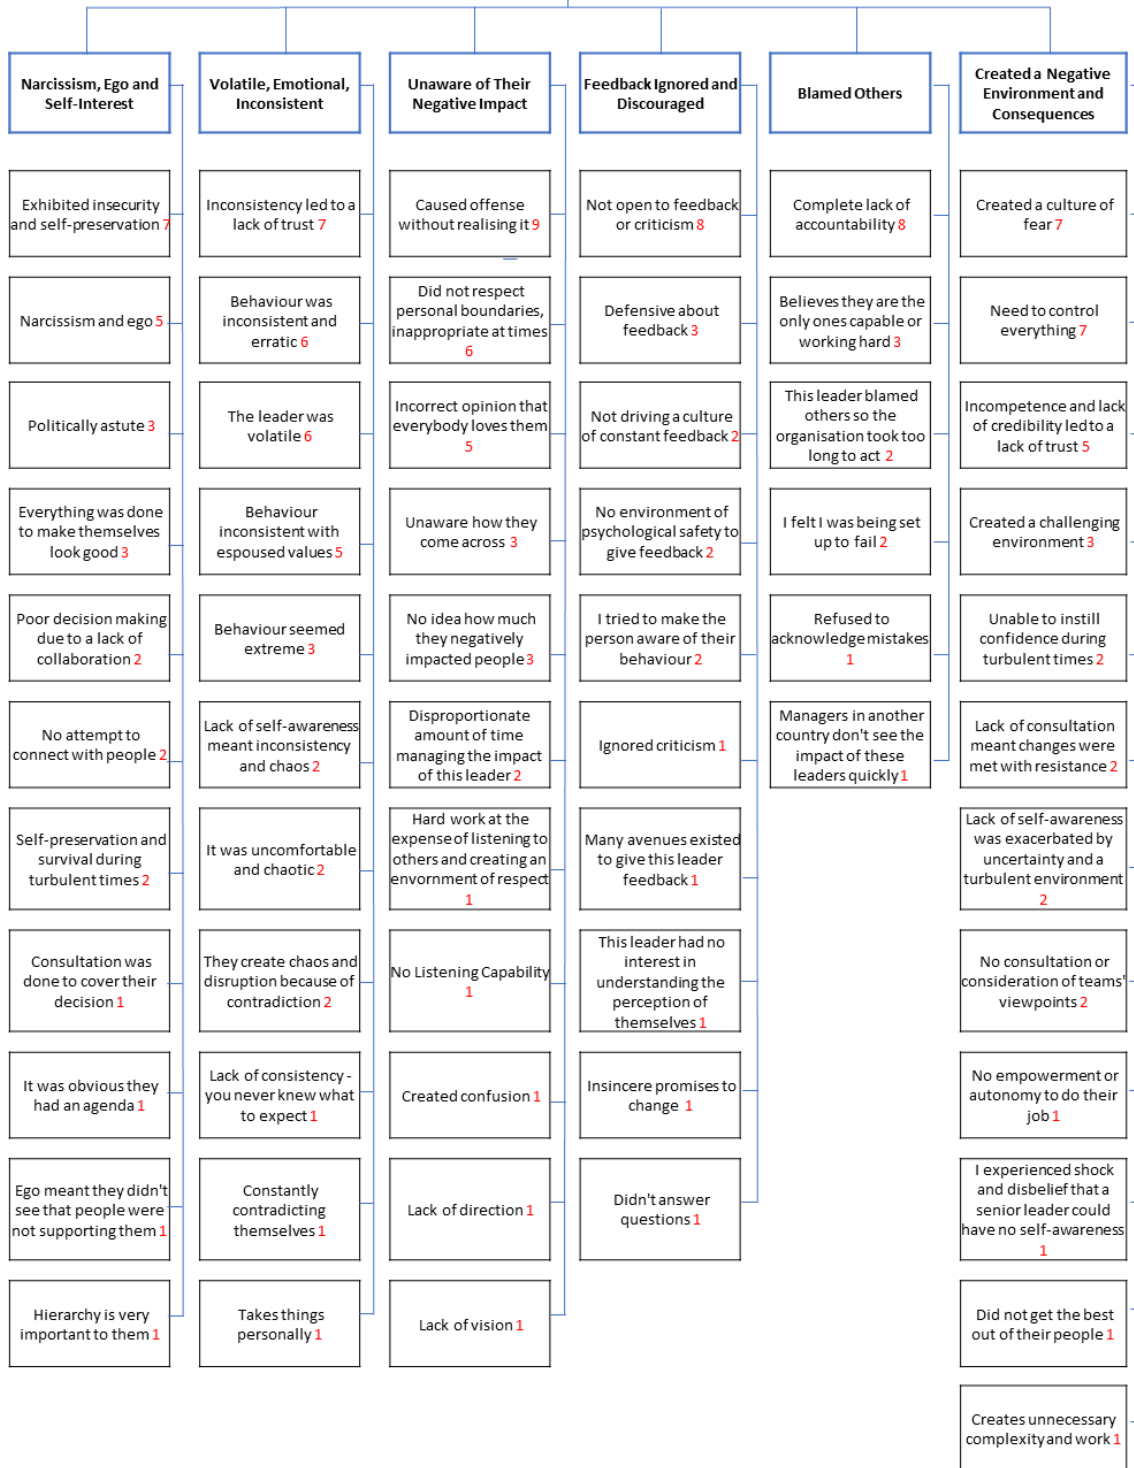 Narcissism, Ego and
Self-Interest
Volatile, Emotional,
Inconsistent
Unaware of Their
Negative Impact
Feedback Ignored and
Discouraged
Blamed Others
Created a Negative
Environment and
Consequences
Exhibited insecurity
and self-preservation 7
Inconsistency led to a
lack of trust 7
Caused offense
without realising it 9
Not open to feedback
or criticism 8
Complete lack of
accountability 8
Created a culture of
fear 7
Narcissism and ego 5
Behaviour was
inconsistent and
erratic 6
Did not respect
personal boundaries,
inappropriate at times
6
Defensive about
feedback 3
Believes they are the
only ones capable or
working hard 3
Need to control
everything 7
Politically astute 3
The leader was
volatile 6
Incorrect opinion that
everybody loves them
5
Not driving a culture
of constant feedback 2
This leader blamed
others so the
organisation took too
long to act 2
Incompetence and lack
of credibility led to a
lack of trust 5
Everything was done
to make themselves
look good 3
Behaviour
inconsistent with
espoused values 5
Unaware how they
come across 3
No environment of
psychological safety to
give feedback 2
I felt I was being set
up to fail 2
Created a challenging
environment 3
Poor decision making
due to a lack of
collaboration 2
Behaviour seemed
extreme 3
No idea how much
they negatively
impacted people 3
I tried to make the
person aware of their
behaviour 2
Refused to
acknowledge mistakes
1
Unable to instill
confidence during
turbulent times 2
No attempt to
connect with people 2
Lack of self-awareness
meant inconsistency
and chaos 2
Disproportionate
amount of time
managing the impact
of this leader 2
Ignored criticism 1
Managers in another
country don't see the
impact of these
leaders quickly 1
Lack of consultation
meant changes were
met with resistance 2
Self-preservation and
survival during
turbulent times 2
It was uncomfortable
and chaotic 2
Hard work at the
expense of listening to
others and creating an
envornment of respect
1
Many avenues existed
to give this leader
feedback 1
Lack of self-awareness
was exacerbated by
uncertainty and a
turbulent environment
2
Consultation was
done to cover their
decision 1
They create chaos and
disruption because of
contradiction 2
No Listening Capability
1
This leader had no
interest in
understanding the
perception of
themselves 1
No consultation or
consideration of teams'
viewpoints 2
It was obvious they
had an agenda 1
Lack of consistency -
you never knew what
to expect 1
Created confusion 1
Insincere promises to
change 1
No empowerment or
autonomy to do their
job 1
Ego meant they didn't
see that people were
not supporting them 1
Constantly
contradicting
themselves 1
Lack of direction 1
Didn't answer
questions 1
I experienced shock
and disbelief that a
senior leader could
have no self-awareness
1
Hierarchy is very
important to them 1
Takes things
personally 1
Lack of vision 1
Did not get the best
out of their people 1
Creates unnecessary
complexity and work 1